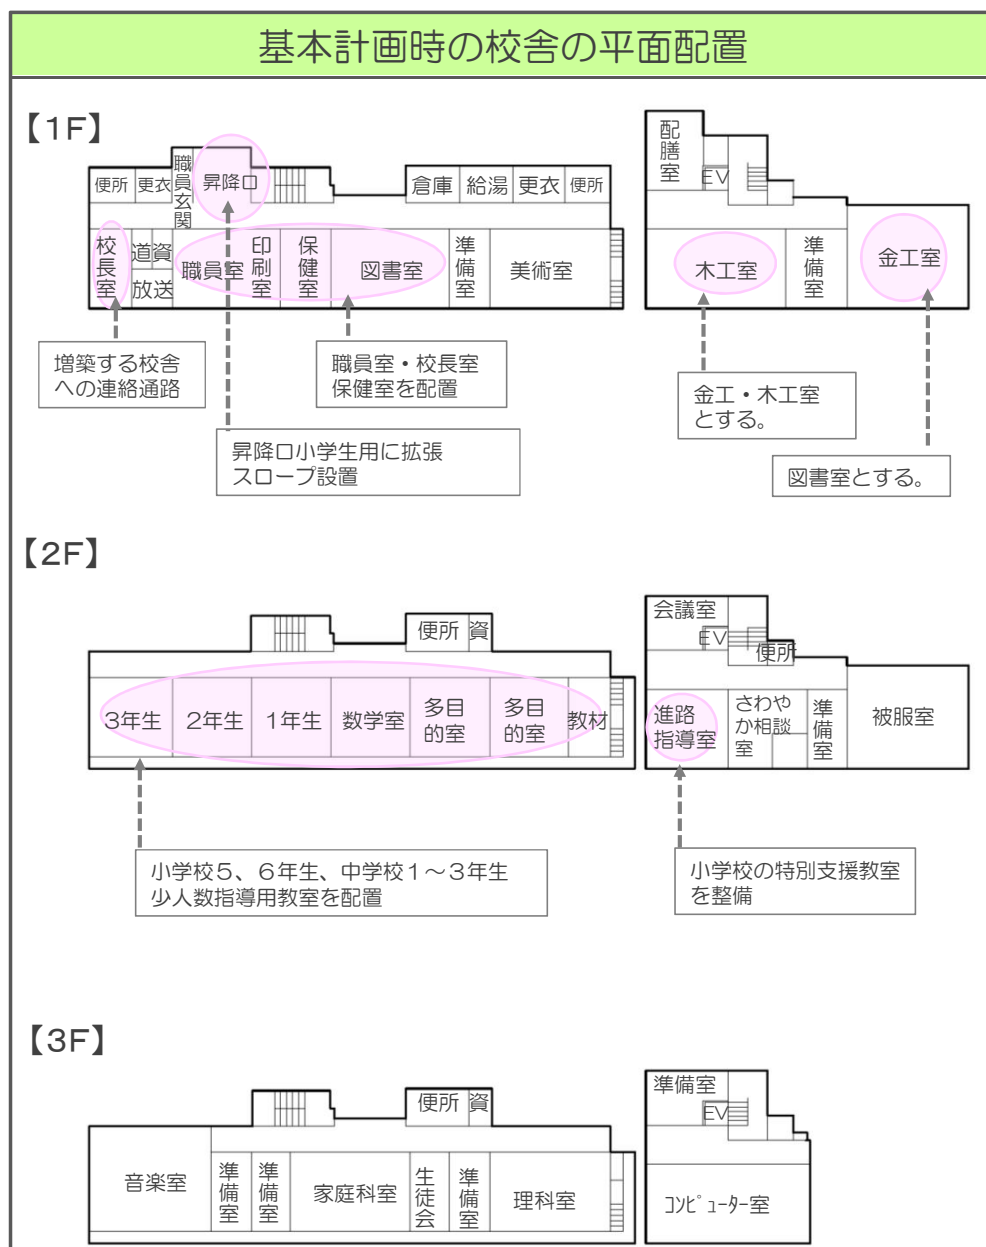 基本計画時の校舎の平面配置
【1F】
便所
更衣
職員玄関
昇降口
倉庫
給湯
更衣
便所
校長室
道
資
放送
職員室
印刷室
保健室
図書室
準備室
美術室
配膳室
EV
木工室
準備室
金工室
増築する校舎
への連絡通路
職員室・校長室
保健室を配置
昇降口小学生用に拡張
スロープ設置
金工・木工室
とする。
図書室とする。
【2F】
便所
資
3年生
2年生
1年生
数学室
多目
的室
多目
的室
教材
会議室
EV
便所
進路
指導室
さわや
か相談
室
準備室
被服室
小学校5、6年生、中学校1～3年生
少人数指導用教室を配置
小学校の特別支援教室
を整備
【3F】
便所
資
音楽室
準備室
準備室
家庭科室
生徒会
準備室
理科室
準備室
EV
コンピューター室